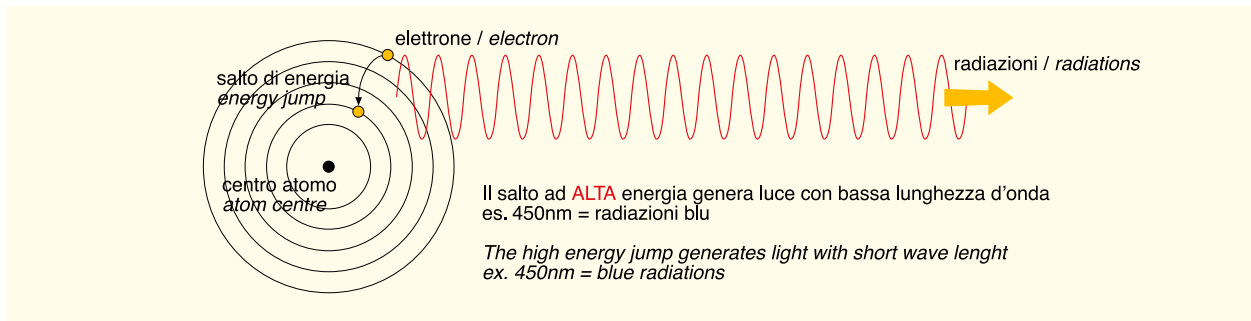 elettrone / electron
radiazioni / radiations
salto di energia
energy jump
centro atomo
atom centre
Il salto ad ALTA energia genera luce con bassa lunghezza d'onda
es. 450nm = radiazioni blu
The high energy jump generates light with short wave lenght
ex. 450nm = blue radiations